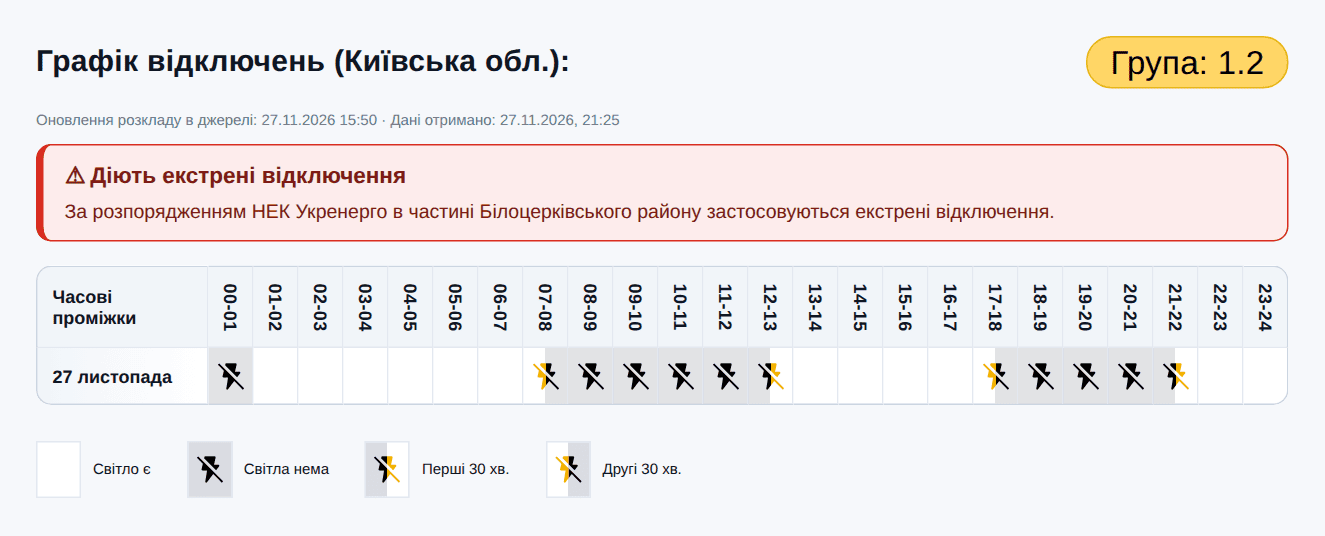 Графік відключень (Київська обл.):
Група: 1.2
Оновлення розкладу в джерелі: 27.11.2026 15:50 · Дані отримано: 27.11.2026, 21:25
⚠ Діють екстрені відключення
За розпорядженням НЕК Укренерго в частині Білоцерківського району застосовуються екстрені відключення.
Часові
проміжки
00-01
01-02
02-03
03-04
04-05
05-06
06-07
07-08
08-09
09-10
10-11
11-12
12-13
13-14
14-15
15-16
16-17
17-18
18-19
19-20
20-21
21-22
22-23
23-24
27 листопада
Світло є
Світла нема
Перші 30 хв.
Другі 30 хв.